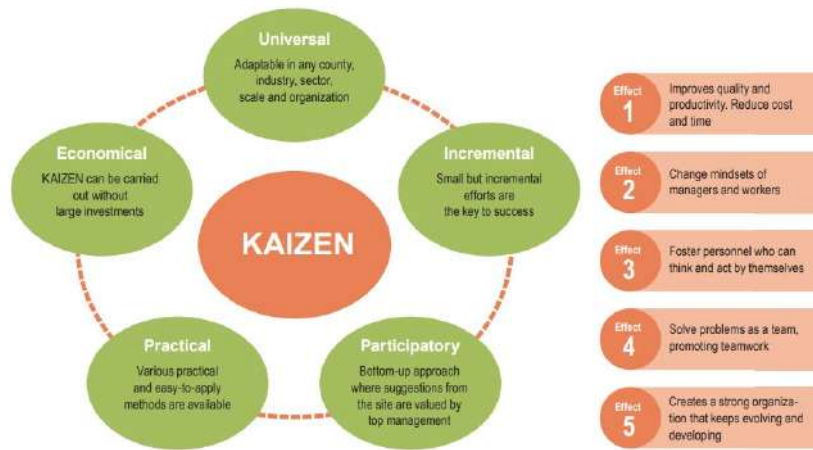 Universal
Adaptable in any county,
industry, sector,
scale and organization
Economical
KAIZEN can be carried
out without
large investments
Incremental
Small but incremental
efforts are
the key to success
KAIZEN
Practical
Various practical
and easy-to-apply
methods are available
Participatory
Bottom-up approach
where suggestions from
the site are valued by
top management
Effect
1
Improves quality and
productivity. Reduce cost
and time
Effect
2
Change mindsets of
managers and workers
Effect
3
Foster personnel who can
think and act by themselves
Effect
4
Solve problems as a team,
promoting teamwork
Effect
5
Creates a strong organiza-
tion that keeps evolving and
developing